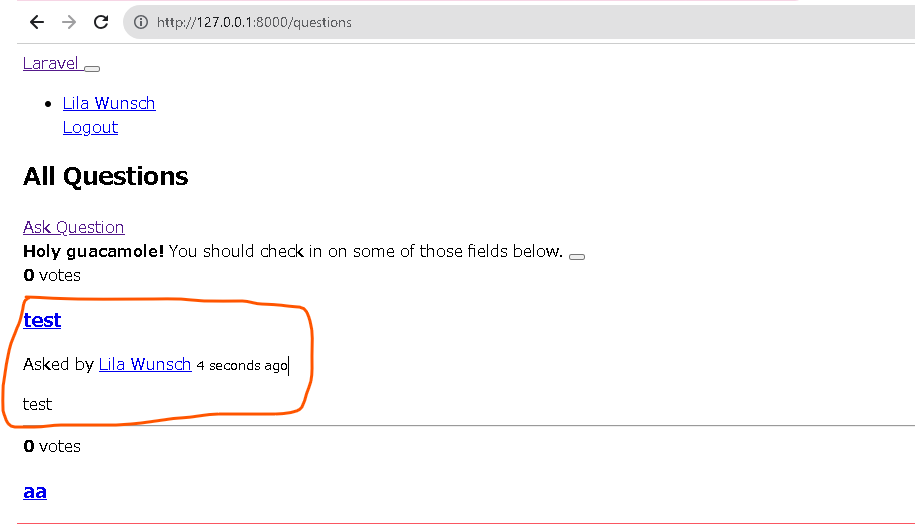 http://127.0.0.1:8000/questions
Laravel
Lila Wunsch
Logout
All Questions
Ask Question
Holy guacamole! You should check in on some of those fields below.
0 votes
test
Asked by Lila Wunsch 4 seconds ago
test
0 votes
aa